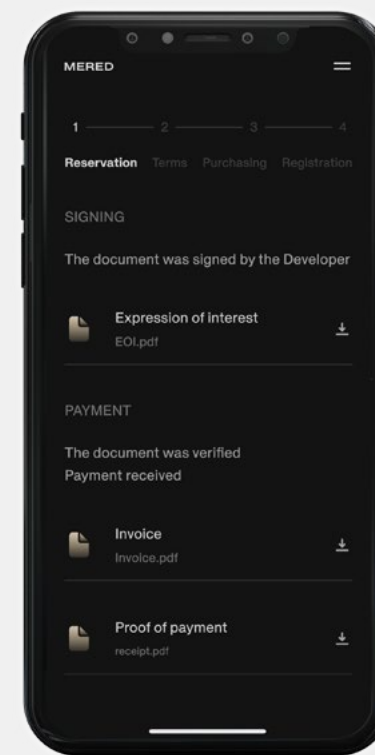 MERED
1 2 3 4
Reservation Terms Purchasing Registration
SIGNING
The document was signed by the Developer
Expression of interest
EOI.pdf
PAYMENT
The document was verified
Payment received
Invoice
Invoice.pdf
Proof of payment
receipt.pdf